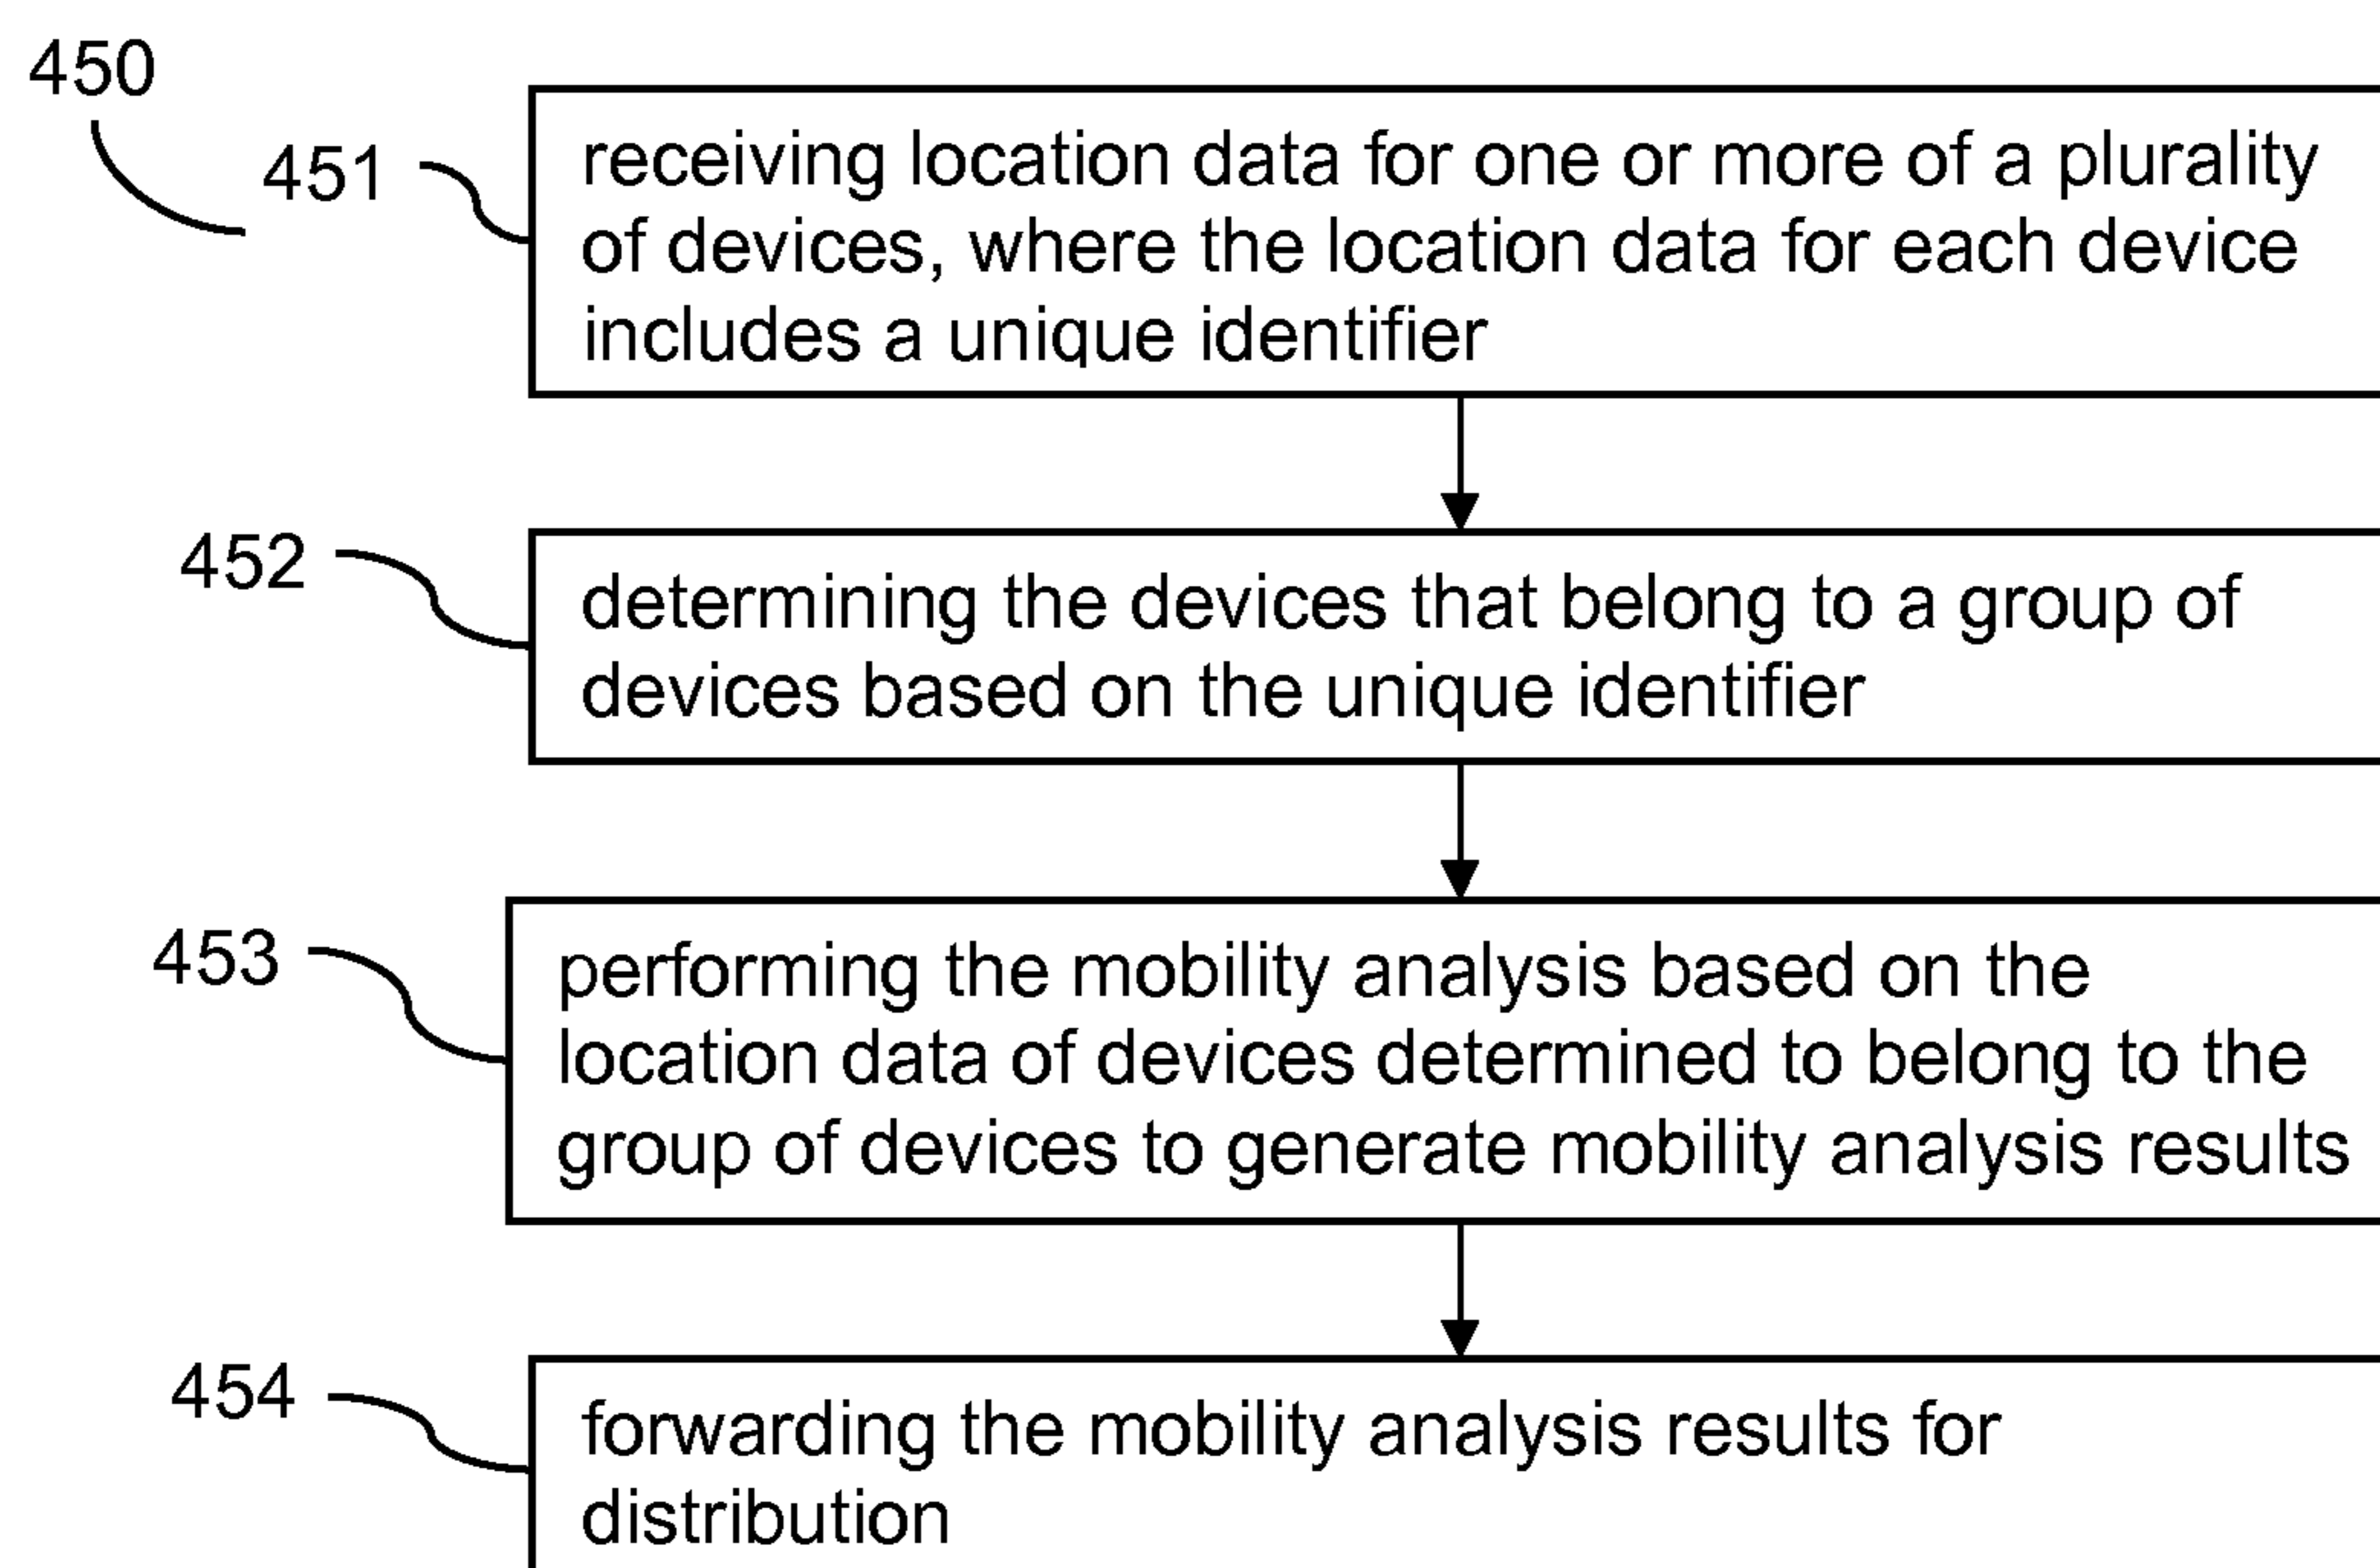 450
451
receiving location data for one or more of a plurality
of devices, where the location data for each device
includes a unique identifier
452
determining the devices that belong to a group of
devices based on the unique identifier
453
performing the mobility analysis based on the
location data of devices determined to belong to the
group of devices to generate mobility analysis results
454
forwarding the mobility analysis results for
distribution